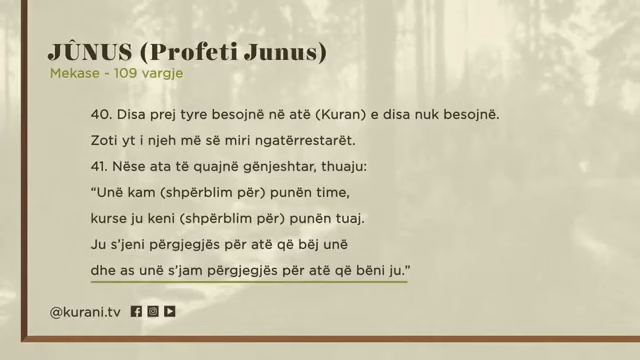 JÛNUS (Profeti Junus)
Mekase - 109 vargje
40. Disa prej tyre besojnë në atë (Kuran) e disa nuk besojnë.
Zoti yt i njeh më së miri ngatërrestarët.
41. Nëse ata të quajnë gënjeshtar, thuaju:
“Unë kam (shpërblim për) punën time,
kurse ju keni (shpërblim për) punën tuaj.
Ju s’jeni përgjegjës për atë që bëj unë
dhe as unë s’jam përgjegjës për atë që bëni ju.”
@kurani.tv